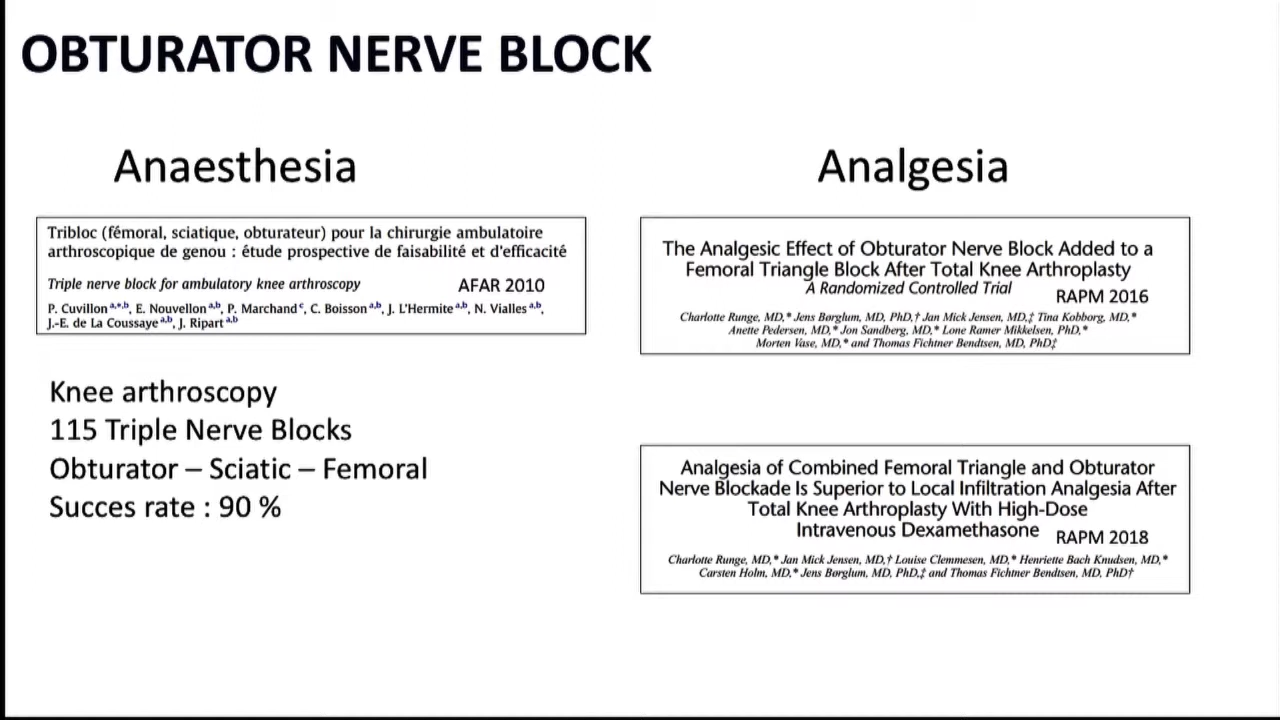 OBTURATOR NERVE BLOCK
Anaesthesia
Tribloc (fémoral, sciatique, obturateur) pour la chirurgie ambulatoire
arthroscopique de genou : étude prospective de faisabilité et d'efficacité
Triple nerve block for ambulatory knee arthroscopy
AFAR 2010
P. Cuvillon a,*,b, E. Nouvellon a,b, P. Marchand c, C. Boisson a,b, J. L'Hermite a,b, N. Vialles a,b,
J.-E. de La Coussaye a,b, J. Ripart a,b
Knee arthroscopy
115 Triple Nerve Blocks
Obturator – Sciatic – Femoral
Succes rate : 90 %
Analgesia
The Analgesic Effect of Obturator Nerve Block Added to a
Femoral Triangle Block After Total Knee Arthroplasty
A Randomized Controlled Trial
RAPM 2016
Charlotte Runge, MD,* Jens Børglum, MD, PhD,† Jan Mick Jensen, MD,‡ Tina Kobborg, MD,*
Anette Pedersen, MD,* Jon Sandberg, MD,* Lone Ramer Mikkelsen, PhD,*
Morten Vase, MD,* and Thomas Fichtner Bendtsen, MD, PhD‡
Analgesia of Combined Femoral Triangle and Obturator
Nerve Blockade Is Superior to Local Infiltration Analgesia After
Total Knee Arthroplasty With High-Dose
Intravenous Dexamethasone
RAPM 2018
Charlotte Runge, MD,* Jan Mick Jensen, MD,† Louise Clemmesen, MD,* Henriette Bach Knudsen, MD,*
Carsten Holm, MD,* Jens Børglum, MD, PhD,‡ and Thomas Fichtner Bendtsen, MD, PhD†